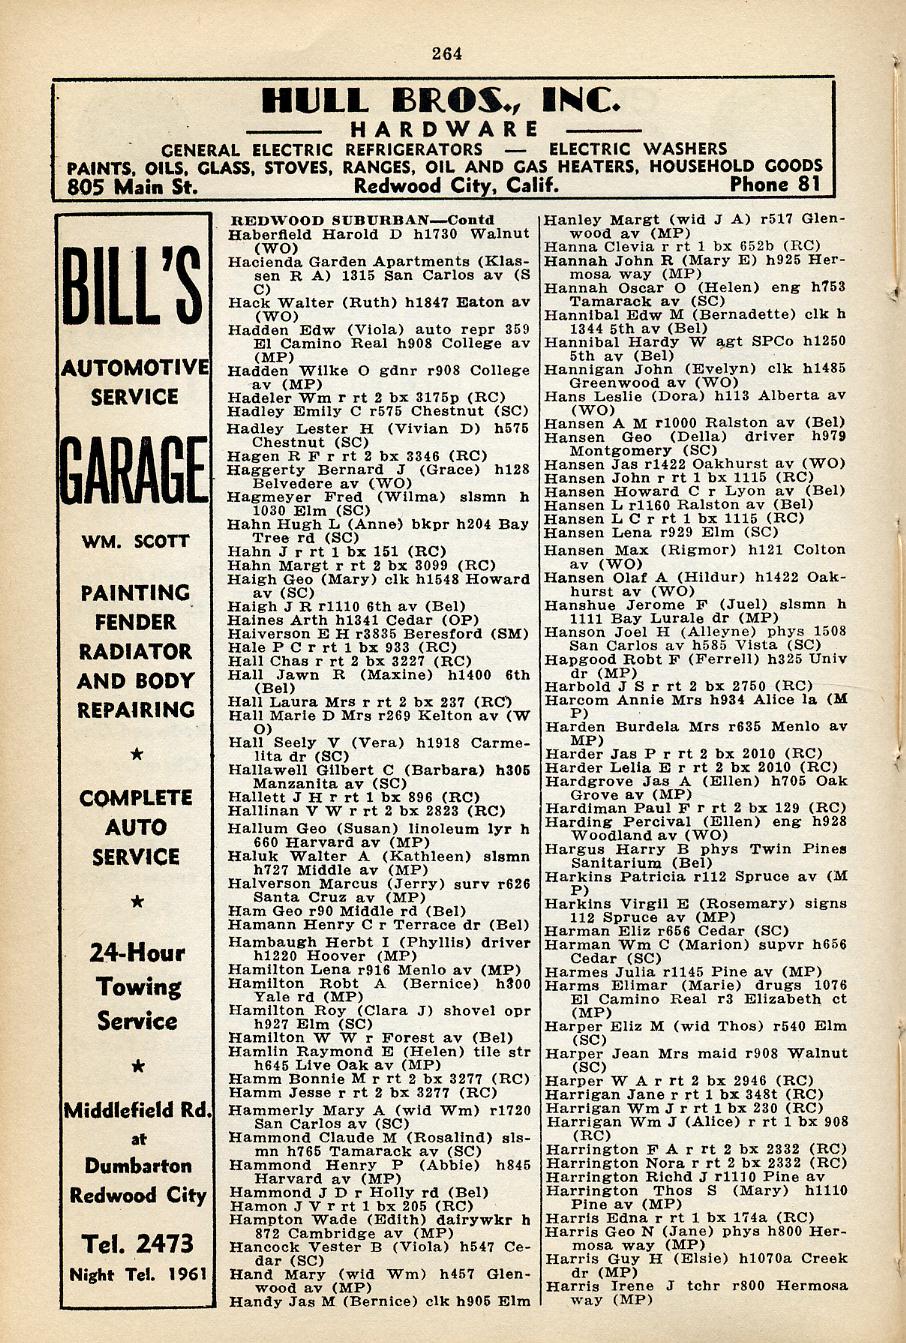 264
HULL BROS., INC.
HARDWARE
GENERAL ELECTRIC REFRIGERATORS — ELECTRIC WASHERS
PAINTS, OILS, GLASS, STOVES, RANGES, OIL AND GAS HEATERS, HOUSEHOLD GOODS
805 Main St. Redwood City, Calif. Phone 81
BILL'S
AUTOMOTIVE
SERVICE
GARAGE
WM. SCOTT
PAINTING
FENDER
RADIATOR
AND BODY
REPAIRING
★
COMPLETE
AUTO
SERVICE
★
24-Hour
Towing
Service
★
Middlefield Rd.
at
Dumbarton
Redwood City
Tel. 2473
Night Tel. 1961
REDWOOD SUBURBAN—Contd
Haberfield Harold D h1730 Walnut
(WO)
Hacienda Garden Apartments (Klas-
sen R A) 1315 San Carlos av (S
C)
Hack Walter (Ruth) h1847 Eaton av
(WO)
Hadden Edw (Viola) auto repr 359
El Camino Real h908 College av
(MP)
Hadden Wilke O gdnr r908 College
av (MP)
Hadeler Wm r rt 2 bx 3175p (RC)
Hadley Emily C r575 Chestnut (SC)
Hadley Lester H (Vivian D) h575
Chestnut (SC)
Hagen R F r rt 2 bx 3346 (RC)
Haggerty Bernard J (Grace) h128
Belvedere av (WO)
Hagmeyer Fred (Wilma) slsmn h
1030 Elm (SC)
Hahn Hugh L (Anne) bkpr h204 Bay
Tree rd (SC)
Hahn J r rt 1 bx 151 (RC)
Hahn Margt r rt 2 bx 3099 (RC)
Haigh Geo (Mary) clk h1548 Howard
av (SC)
Haigh J R r1110 6th av (Bel)
Haines Arth h1341 Cedar (OP)
Haiverson E H r3835 Beresford (SM)
Hale P C r rt 1 bx 933 (RC)
Hall Chas r rt 2 bx 3227 (RC)
Hall Jawn R (Maxine) h1400 6th
(Bel)
Hall Laura Mrs r rt 2 bx 237 (RC)
Hall Marie D Mrs r269 Kelton av (W
O)
Hall Seely V (Vera) h1918 Carme-
lita dr (SC)
Hallawell Gilbert C (Barbara) h305
Manzanita av (SC)
Hallett J H r rt 1 bx 896 (RC)
Hallinan V W r rt 2 bx 2823 (RC)
Hallum Geo (Susan) linoleum lyr h
660 Harvard av (MP)
Haluk Walter A (Kathleen) slsmn
h727 Middle av (MP)
Halverson Marcus (Jerry) surv r626
Santa Cruz av (MP)
Ham Geo r90 Middle rd (Bel)
Hamann Henry C r Terrace dr (Bel)
Hambaugh Herbt I (Phyllis) driver
h1220 Hoover (MP)
Hamilton Lena r916 Menlo av (MP)
Hamilton Robt A (Bernice) h300
Yale rd (MP)
Hamilton Roy (Clara J) shovel opr
h927 Elm (SC)
Hamilton W W r Forest av (Bel)
Hamlin Raymond E (Helen) tile str
h645 Live Oak av (MP)
Hamm Bonnie M r rt 2 bx 3277 (RC)
Hamm Jesse r rt 2 bx 3277 (RC)
Hammerly Mary A (wid Wm) r1720
San Carlos av (SC)
Hammond Claude M (Rosalind) sls-
mn h765 Tamarack av (SC)
Hammond Henry P (Abbie) h845
Harvard av (MP)
Hammond J D r Holly rd (Bel)
Hamon J V r rt 1 bx 205 (RC)
Hampton Wade (Edith) dairywkr h
872 Cambridge av (MP)
Hancock Vester B (Viola) h547 Ce-
dar (SC)
Hand Mary (wid Wm) h457 Glen-
wood av (MP)
Handy Jas M (Bernice) clk h905 Elm
Hanley Margt (wid J A) r517 Glen-
wood av (MP)
Hanna Clevia r rt 1 bx 652b (RC)
Hannah John R (Mary E) h925 Her-
mosa way (MP)
Hannah Oscar O (Helen) eng h753
Tamarack av (SC)
Hannibal Edw M (Bernadette) clk h
1344 5th av (Bel)
Hannibal Hardy W agt SPCo h1250
5th av (Bel)
Hannigan John (Evelyn) clk h1485
Greenwood av (WO)
Hans Leslie (Dora) h113 Alberta av
(WO)
Hansen A M r1000 Ralston av (Bel)
Hansen Geo (Della) driver h979
Montgomery (SC)
Hansen Jas r1422 Oakhurst av (WO)
Hansen John r rt 1 bx 1115 (RC)
Hansen Howard C r Lyon av (Bel)
Hansen L r1160 Ralston av (Bel)
Hansen L C r rt 1 bx 1115 (RC)
Hansen Lena r929 Elm (SC)
Hansen Max (Rigmor) h121 Colton
av (WO)
Hansen Olaf A (Hildur) h1422 Oak-
hurst av (WO)
Hanshue Jerome F (Juel) slsmn h
1111 Bay Lurale dr (MP)
Hanson Joel H (Alleyne) phys 1508
San Carlos av h585 Vista (SC)
Hapgood Robt F (Ferrell) h325 Univ
dr (MP)
Harbold J S r rt 2 bx 2750 (RC)
Harcom Annie Mrs h934 Alice la (M
P)
Harden Burdela Mrs r635 Menlo av
MP)
Harder Jas P r rt 2 bx 2010 (RC)
Harder Lelia E r rt 2 bx 2010 (RC)
Hardgrove Jas A (Ellen) h705 Oak
Grove av (MP)
Hardiman Paul F r rt 2 bx 129 (RC)
Harding Percival (Ellen) eng h928
Woodland av (WO)
Hargus Harry B phys Twin Pines
Sanitarium (Bel)
Harkins Patricia r112 Spruce av (M
P)
Harkins Virgil E (Rosemary) signs
112 Spruce av (MP)
Harman Eliz r656 Cedar (SC)
Harman Wm C (Marion) supvr h656
Cedar (SC)
Harmes Julia r1145 Pine av (MP)
Harms Elimar (Marie) drugs 1076
El Camino Real r3 Elizabeth ct
(MP)
Harper Eliz M (wid Thos) r540 Elm
(SC)
Harper Jean Mrs maid r908 Walnut
(SC)
Harper W A r rt 2 bx 2946 (RC)
Harrigan Jane r rt 1 bx 348t (RC)
Harrigan Wm J r rt 1 bx 230 (RC)
Harrigan Wm J (Alice) r rt 1 bx 908
(RC)
Harrington F A r rt 2 bx 2332 (RC)
Harrington Nora r rt 2 bx 2332 (RC)
Harrington Richd J r1110 Pine av
Harrington Thos S (Mary) h1110
Pine av (MP)
Harris Edna r rt 1 bx 174a (RC)
Harris Geo N (Jane) phys h800 Her-
mosa way (MP)
Harris Guy H (Elsie) h1070a Creek
dr (MP)
Harris Irene J tchr r800 Hermosa
way (MP)